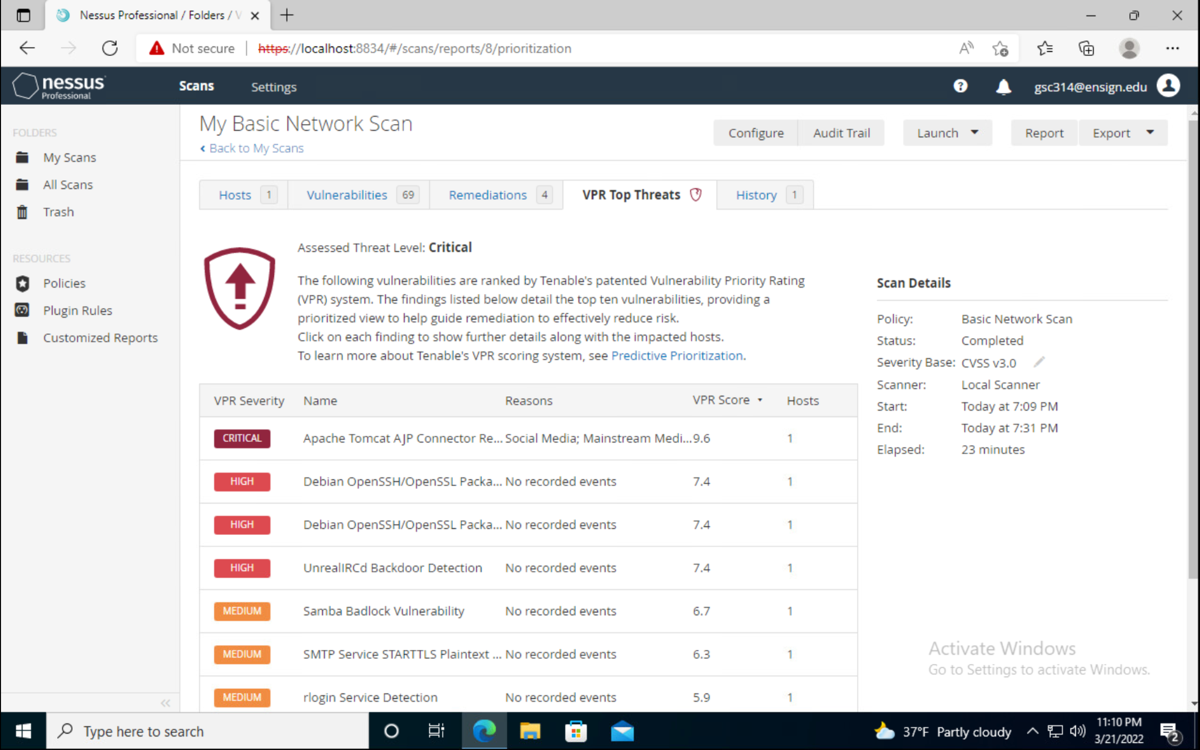 Nessus Professional / Folders / V
Not secure
https://localhost:8834/#/scans/reports/8/prioritization
nessus
Professional
Scans
Settings
gsc314@ensign.edu
FOLDERS
My Scans
All Scans
Trash
RESOURCES
Policies
Plugin Rules
Customized Reports
My Basic Network Scan
‹ Back to My Scans
Configure
Audit Trail
Launch
Report
Export
Hosts 1
Vulnerabilities 69
Remediations 4
VPR Top Threats
History 1
Assessed Threat Level: Critical
The following vulnerabilities are ranked by Tenable's patented Vulnerability Priority Rating
(VPR) system. The findings listed below detail the top ten vulnerabilities, providing a
prioritized view to help guide remediation to effectively reduce risk.
Click on each finding to show further details along with the impacted hosts.
To learn more about Tenable's VPR scoring system, see Predictive Prioritization.
VPR Severity Name Reasons VPR Score Hosts
CRITICAL Apache Tomcat AJP Connector Re... Social Media; Mainstream Medi... 9.6 1
HIGH Debian OpenSSH/OpenSSL Packa... No recorded events 7.4 1
HIGH Debian OpenSSH/OpenSSL Packa... No recorded events 7.4 1
HIGH UnrealIRCd Backdoor Detection No recorded events 7.4 1
MEDIUM Samba Badlock Vulnerability No recorded events 6.7 1
MEDIUM SMTP Service STARTTLS Plaintext ... No recorded events 6.3 1
MEDIUM rlogin Service Detection No recorded events 5.9 1
Scan Details
Policy: Basic Network Scan
Status: Completed
Severity Base: CVSS v3.0
Scanner: Local Scanner
Start: Today at 7:09 PM
End: Today at 7:31 PM
Elapsed: 23 minutes
Activate Windows
Go to Settings to activate Windows.
Type here to search
37°F Partly cloudy
11:10 PM
3/21/2022
2